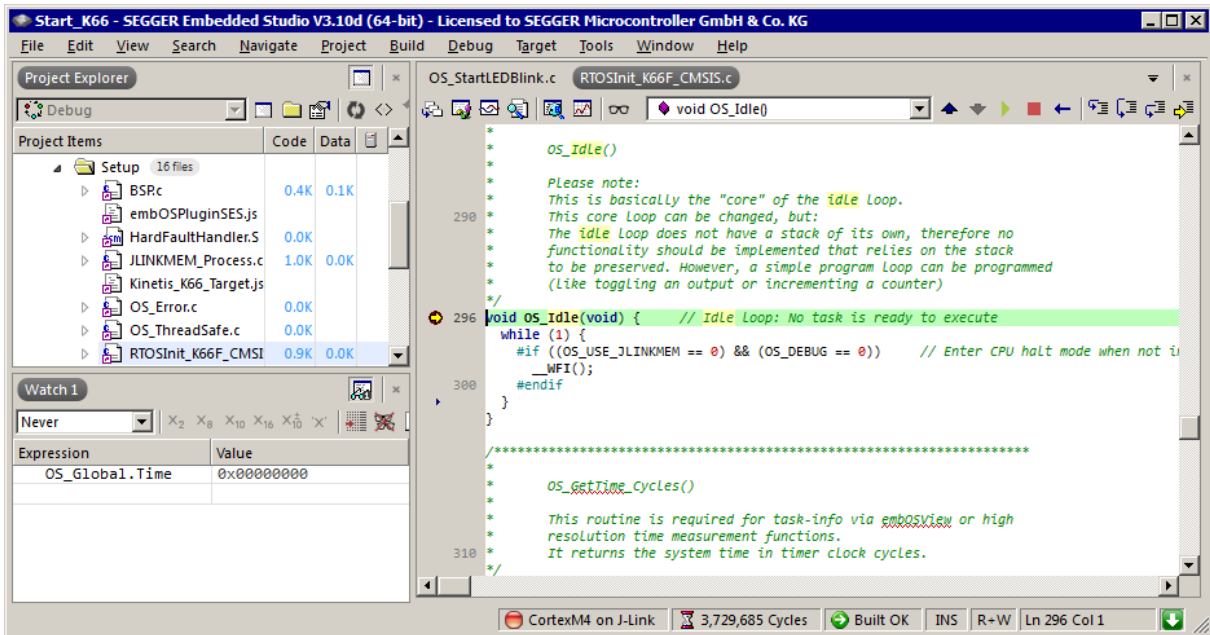 Start_K66 - SEGGER Embedded Studio V3.10d (64-bit) - Licensed to SEGGER Microcontroller GmbH & Co. KG
File Edit View Search Navigate Project Build Debug Target Tools Window Help
Project Explorer
Debug
Project Items Code Data
Setup 16 files
BSP.c 0.4K 0.1K
embOSPluginSES.js
HardFaultHandler.S 0.0K
JLINKMEM_Process.c 1.0K 0.0K
Kinetis_K66_Target.js
OS_Error.c 0.0K
OS_ThreadSafe.c 0.0K
RTOSInit_K66F_CMSI 0.9K 0.0K
Watch 1
Never x2 x8 x10 x16 x±10 'x'
Expression Value
OS_Global.Time 0x00000000
OS_StartLEDBlink.c RTOSInit_K66F_CMSIS.c
void OS_Idle()
*
* OS_Idle()
*
* Please note:
* This is basically the "core" of the idle loop.
290 * This core loop can be changed, but:
* The idle loop does not have a stack of its own, therefore no
* functionality should be implemented that relies on the stack
* to be preserved. However, a simple program loop can be programmed
* (like toggling an output or incrementing a counter)
*/
296 void OS_Idle(void) { // Idle loop: No task is ready to execute
while (1) {
#if ((OS_USE_JLINKMEM == 0) && (OS_DEBUG == 0)) // Enter CPU halt mode when not i
__WFI();
300 #endif
}
}
/*********************************************************************
*
* OS_GetTime_Cycles()
*
* This routine is required for task-info via embOSView or high
* resolution time measurement functions.
310 * It returns the system time in timer clock cycles.
*/
CortexM4 on J-Link 3,729,685 Cycles Built OK INS R+W Ln 296 Col 1